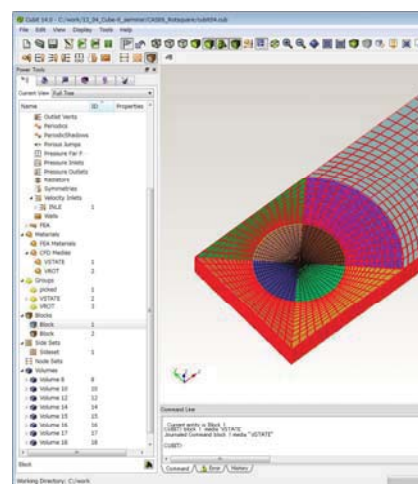 Cubit 14.0 - C:/work/13_04_Cube-it_seminar/CASES_Rotsquare/cubit04.cub
File Edit View Display Tools Help
Power Tools
Current View Full Tree
Name ID Properties
Outlet Vents
Periodics
PeriodicShadows
Porous Jumps
Pressure Far F
Pressure Inlets
Pressure Outlets
Radiators
Symmetries
Velocity Inlets
INLE 1
Walls
FEA
Materials
FEA Materials
CFD Medias
VSTATE 1
VROT 2
Groups
picked 1
VSTATE 2
VROT 3
Blocks
Block 1
Block 2
Side Sets
Sideset 1
Node Sets
Volumes
Volume 8 8
Volume 10 10
Volume 12 12
Volume 14 14
Volume 15 15
Volume 16 16
Volume 17 17
Volume 18 18
Block
Command Line
Current entity is Block 1.
CUBIT> block 1 media "VSTATE"
Journaled Command: block 1 media "VSTATE"
CUBIT>
Command Error History
Working Directory: C:/work